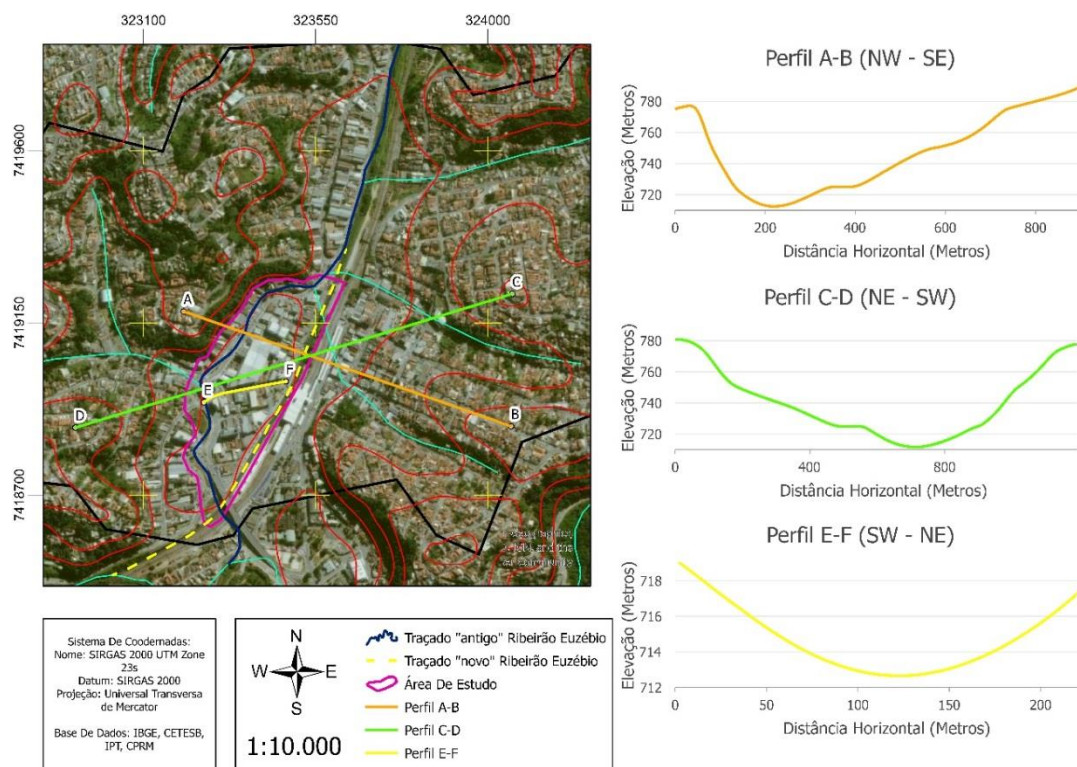 323100 323550 324000
7419600
7419150
7418700
A
C
F
E
D
B
Perfil A-B (NW - SE)
Elevação (Metros)
780
760
740
720
0 200 400 600 800
Distância Horizontal (Metros)
Perfil C-D (NE - SW)
Elevação (Metros)
780
760
740
720
0 400 800
Distância Horizontal (Metros)
Perfil E-F (SW - NE)
Elevação (Metros)
718
716
714
712
0 50 100 150 200
Distância Horizontal (Metros)
Sistema De Coodernadas:
Nome: SIRGAS 2000 UTM Zone
23s
Datum: SIRGAS 2000
Projeção: Universal Transversa
de Mercator
Base De Dados: IBGE, CETESB,
IPT, CPRM
N
W E
S
1:10.000
Traçado "antigo" Ribeirão Euzébio
Traçado "novo" Ribeirão Euzébio
Área De Estudo
Perfil A-B
Perfil C-D
Perfil E-F